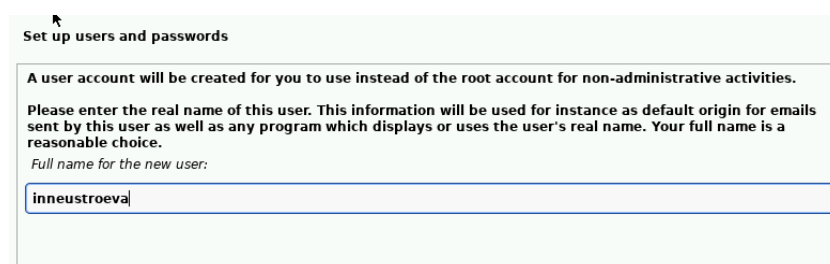 Set up users and passwords
A user account will be created for you to use instead of the root account for non-administrative activities.
Please enter the real name of this user. This information will be used for instance as default origin for emails
sent by this user as well as any program which displays or uses the user's real name. Your full name is a
reasonable choice.
Full name for the new user:
inneustroeva